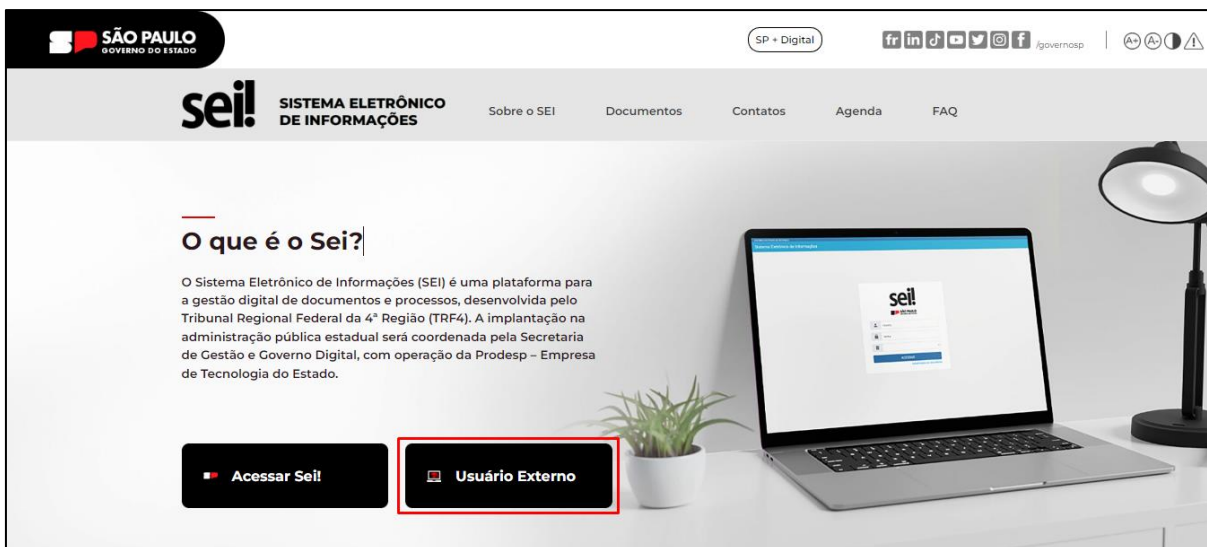 SÃO PAULO
GOVERNO DO ESTADO
SP + Digital
/governosp
A+ A-
sei!
SISTEMA ELETRÔNICO
DE INFORMAÇÕES
Sobre o SEI
Documentos
Contatos
Agenda
FAQ
O que é o Sei?
O Sistema Eletrônico de Informações (SEI) é uma plataforma para
a gestão digital de documentos e processos, desenvolvida pelo
Tribunal Regional Federal da 4ª Região (TRF4). A implantação na
administração pública estadual será coordenada pela Secretaria
de Gestão e Governo Digital, com operação da Prodesp – Empresa
de Tecnologia do Estado.
sei!
Acessar Sei!
Usuário Externo